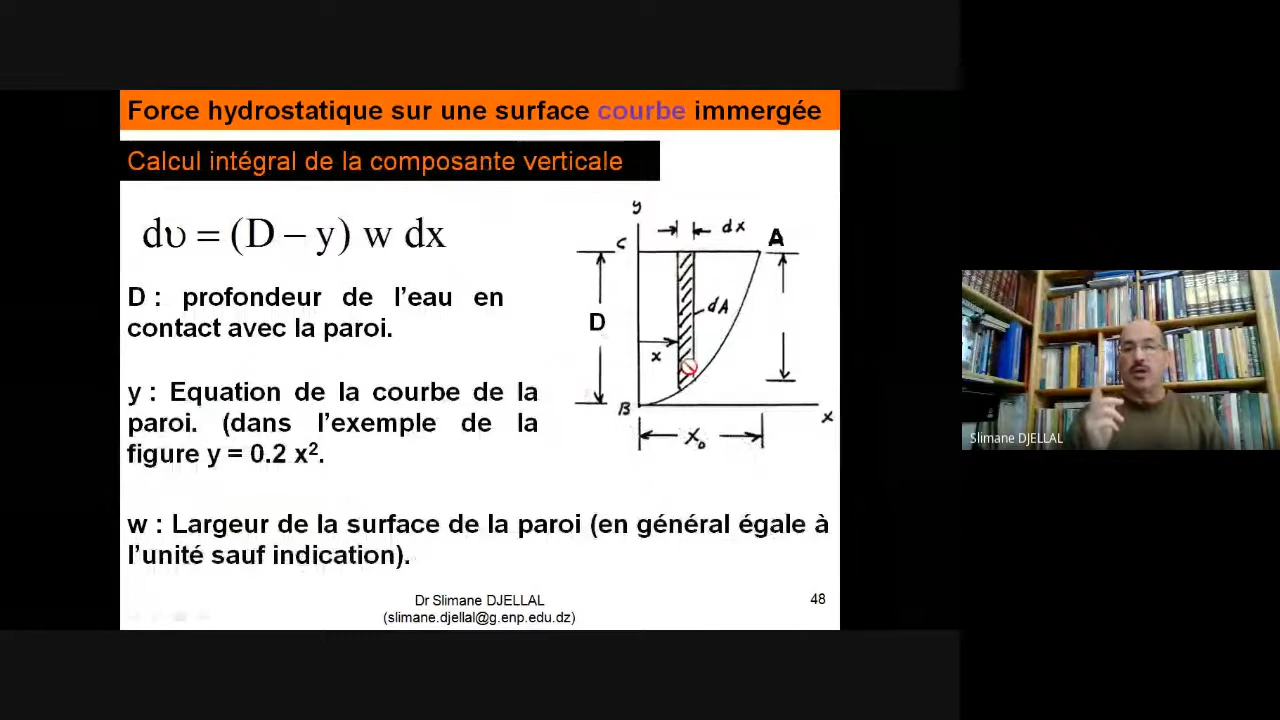 Force hydrostatique sur une surface courbe immergée
Calcul intégral de la composante verticale
dυ = (D − y) w dx
D : profondeur de l'eau en
contact avec la paroi.
y : Equation de la courbe de la
paroi. (dans l'exemple de la
figure y = 0.2 x².
w : Largeur de la surface de la paroi (en général égale à
l'unité sauf indication).
y
C
dx
A
dA
D
x
B
x
X₀
Dr Slimane DJELLAL
(slimane.djellal@g.enp.edu.dz)
48
Slimane DJELLAL